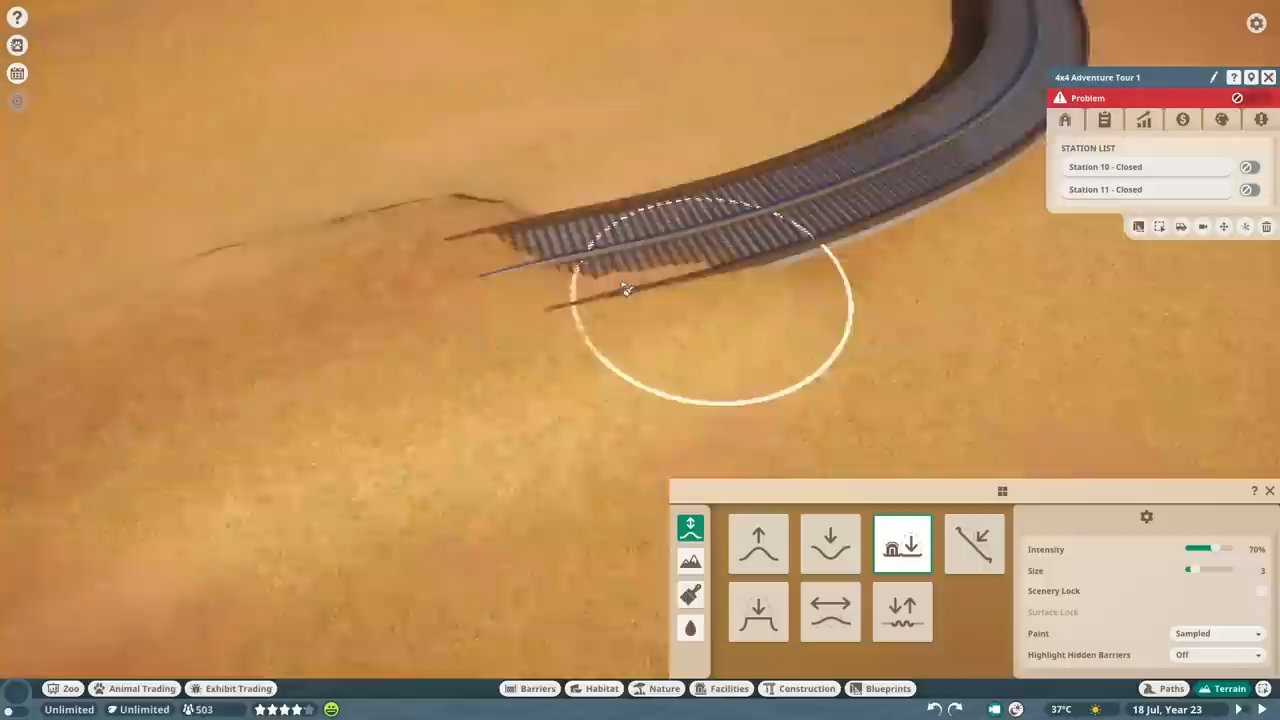 ?
4x4 Adventure Tour 1
?
Problem
STATION LIST
Station 10 - Closed
Station 11 - Closed
?
Intensity 70%
Size 3
Scenery Lock
Surface Lock
Paint Sampled
Highlight Hidden Barriers Off
Zoo Animal Trading Exhibit Trading Barriers Habitat Nature Facilities Construction Blueprints Paths Terrain
Unlimited Unlimited 503 37°C 18 Jul, Year 23